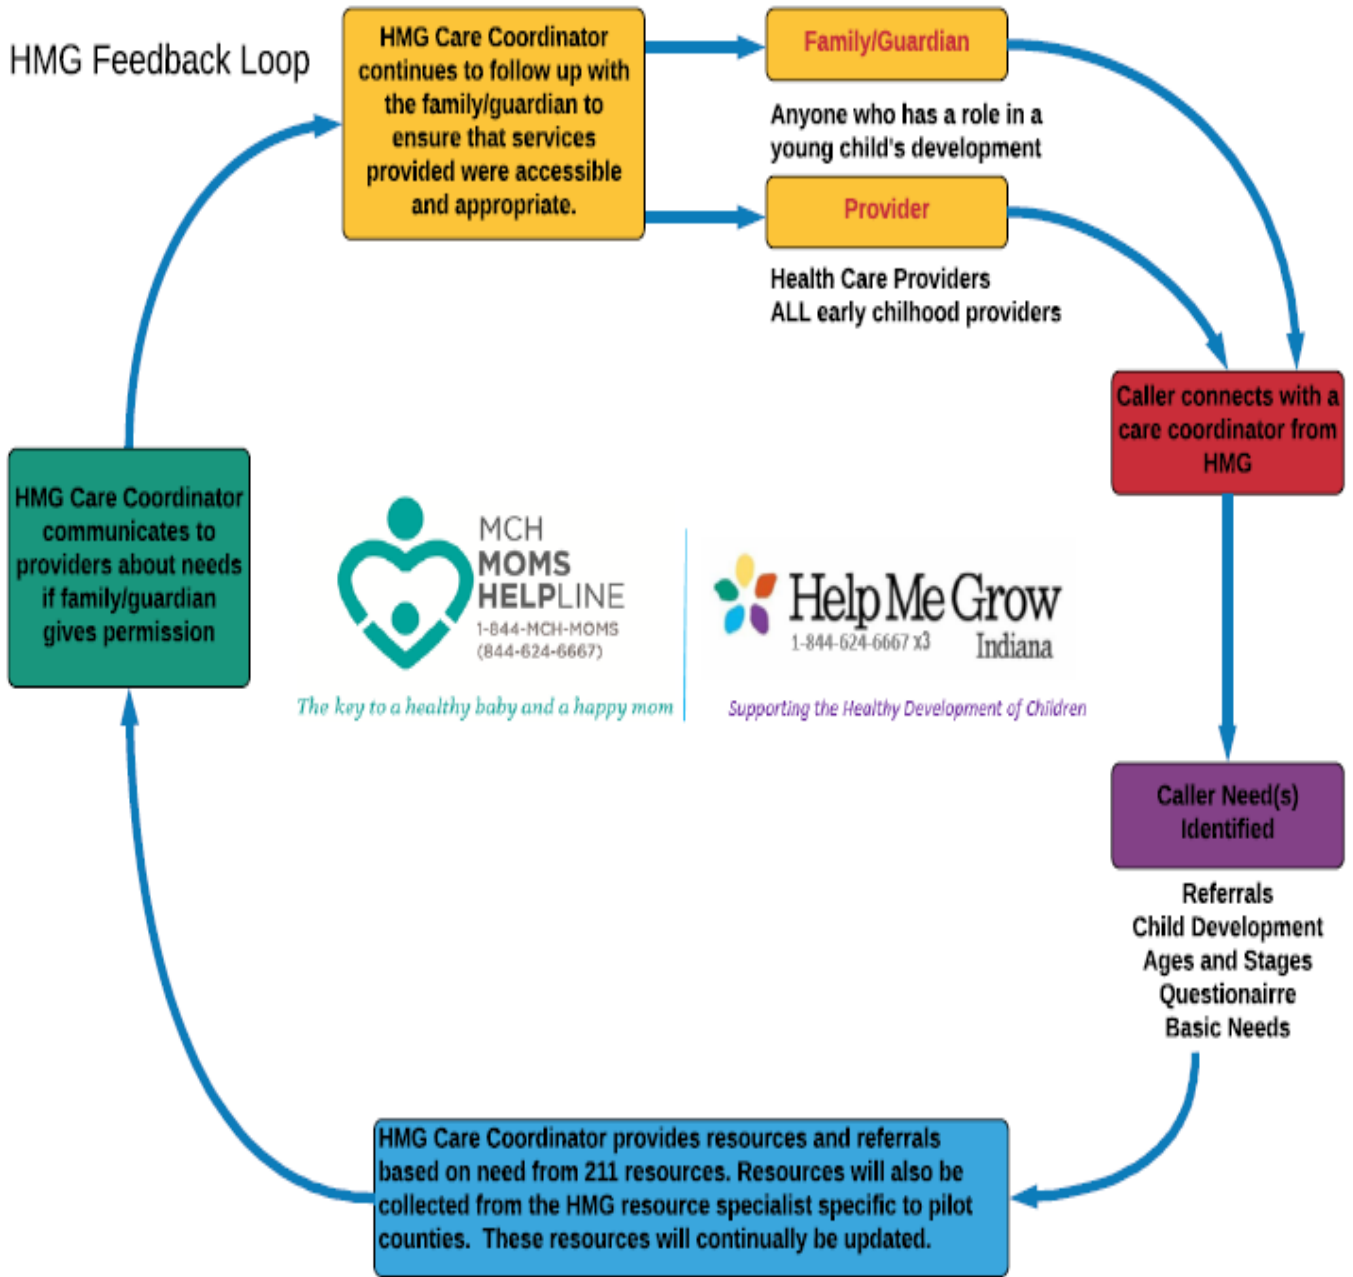 HMG Feedback Loop
HMG Care Coordinator
continues to follow up with
the family/guardian to
ensure that services
provided were accessible
and appropriate.
Family/Guardian
Anyone who has a role in a
young child's development
Provider
Health Care Providers
ALL early chilhood providers
Caller connects with a
care coordinator from
HMG
Caller Need(s)
Identified
Referrals
Child Development
Ages and Stages
Questionairre
Basic Needs
HMG Care Coordinator provides resources and referrals
based on need from 211 resources. Resources will also be
collected from the HMG resource specialist specific to pilot
counties.  These resources will continually be updated.
HMG Care Coordinator
communicates to
providers about needs
if family/guardian
gives permission
MCH
MOMS
HELPLINE
1-844-MCH-MOMS
(844-624-6667)
The key to a healthy baby and a happy mom
Help Me Grow
1-844-624-6667 x3
Indiana
Supporting the Healthy Development of Children